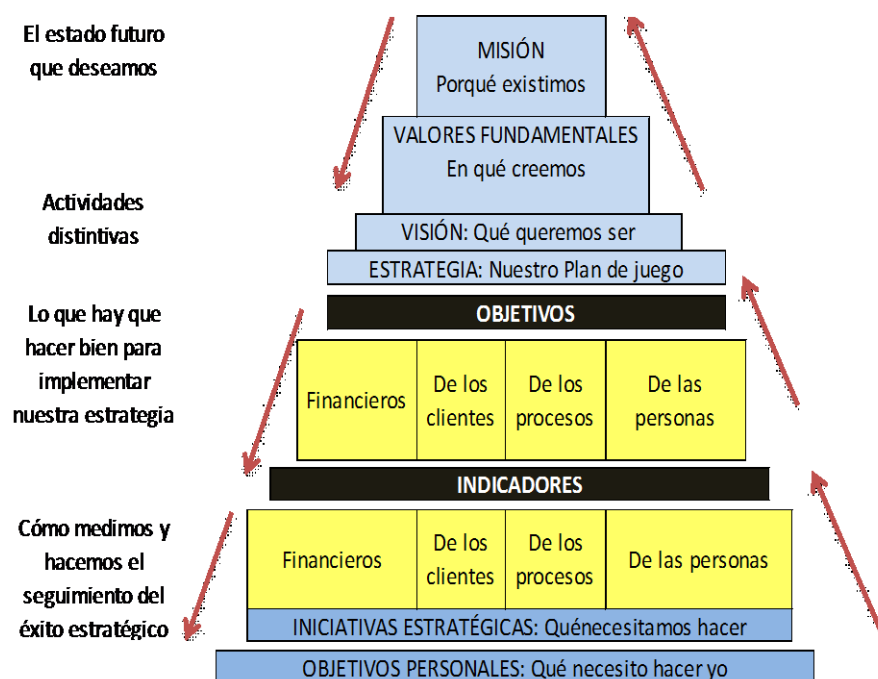 El estado futuro
que deseamos
MISIÓN
Porqué existimos
VALORES FUNDAMENTALES
En qué creemos
Actividades
distintivas
VISIÓN: Qué queremos ser
ESTRATEGIA: Nuestro Plan de juego
Lo que hay que
hacer bien para
implementar
nuestra estrategia
OBJETIVOS
Financieros
De los
clientes
De los
procesos
De las
personas
INDICADORES
Cómo medimos y
hacemos el
seguimiento del
éxito estratégico
Financieros
De los
clientes
De los
procesos
De las personas
INICIATIVAS ESTRATÉGICAS: Quénecesitamos hacer
OBJETIVOS PERSONALES: Qué necesito hacer yo